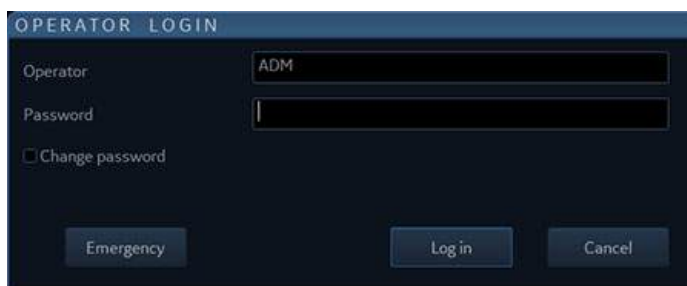 OPERATOR LOGIN
Operator ADM
Password
Change password
Emergency Log in Cancel